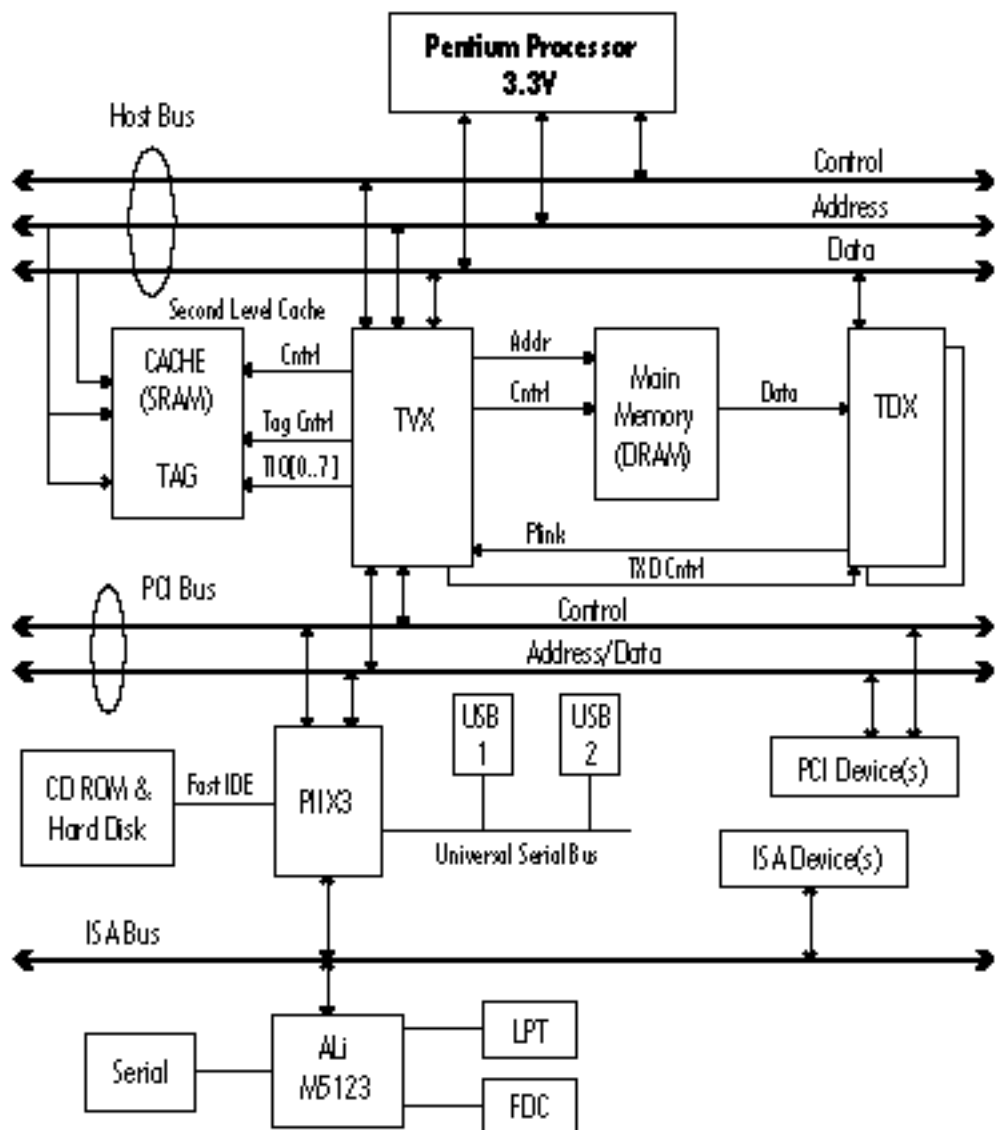 Pentium Processor
3.3V
Host Bus
Control
Address
Data
Second Level Cache
CACHE
(SRAM)
TAG
Cntrl
Tag Cntrl
TIO[0..7]
TVX
Addr
Cntrl
Main
Memory
(DRAM)
Data
TDX
Plink
TXD Cntrl
PCI Bus
Control
Address/Data
USB
1
USB
2
CD ROM &
Hard Disk
Fast IDE
PIIX3
PCI Device(s)
Universal Serial Bus
ISA Device(s)
ISA Bus
Serial
ALi
M5123
LPT
FDC